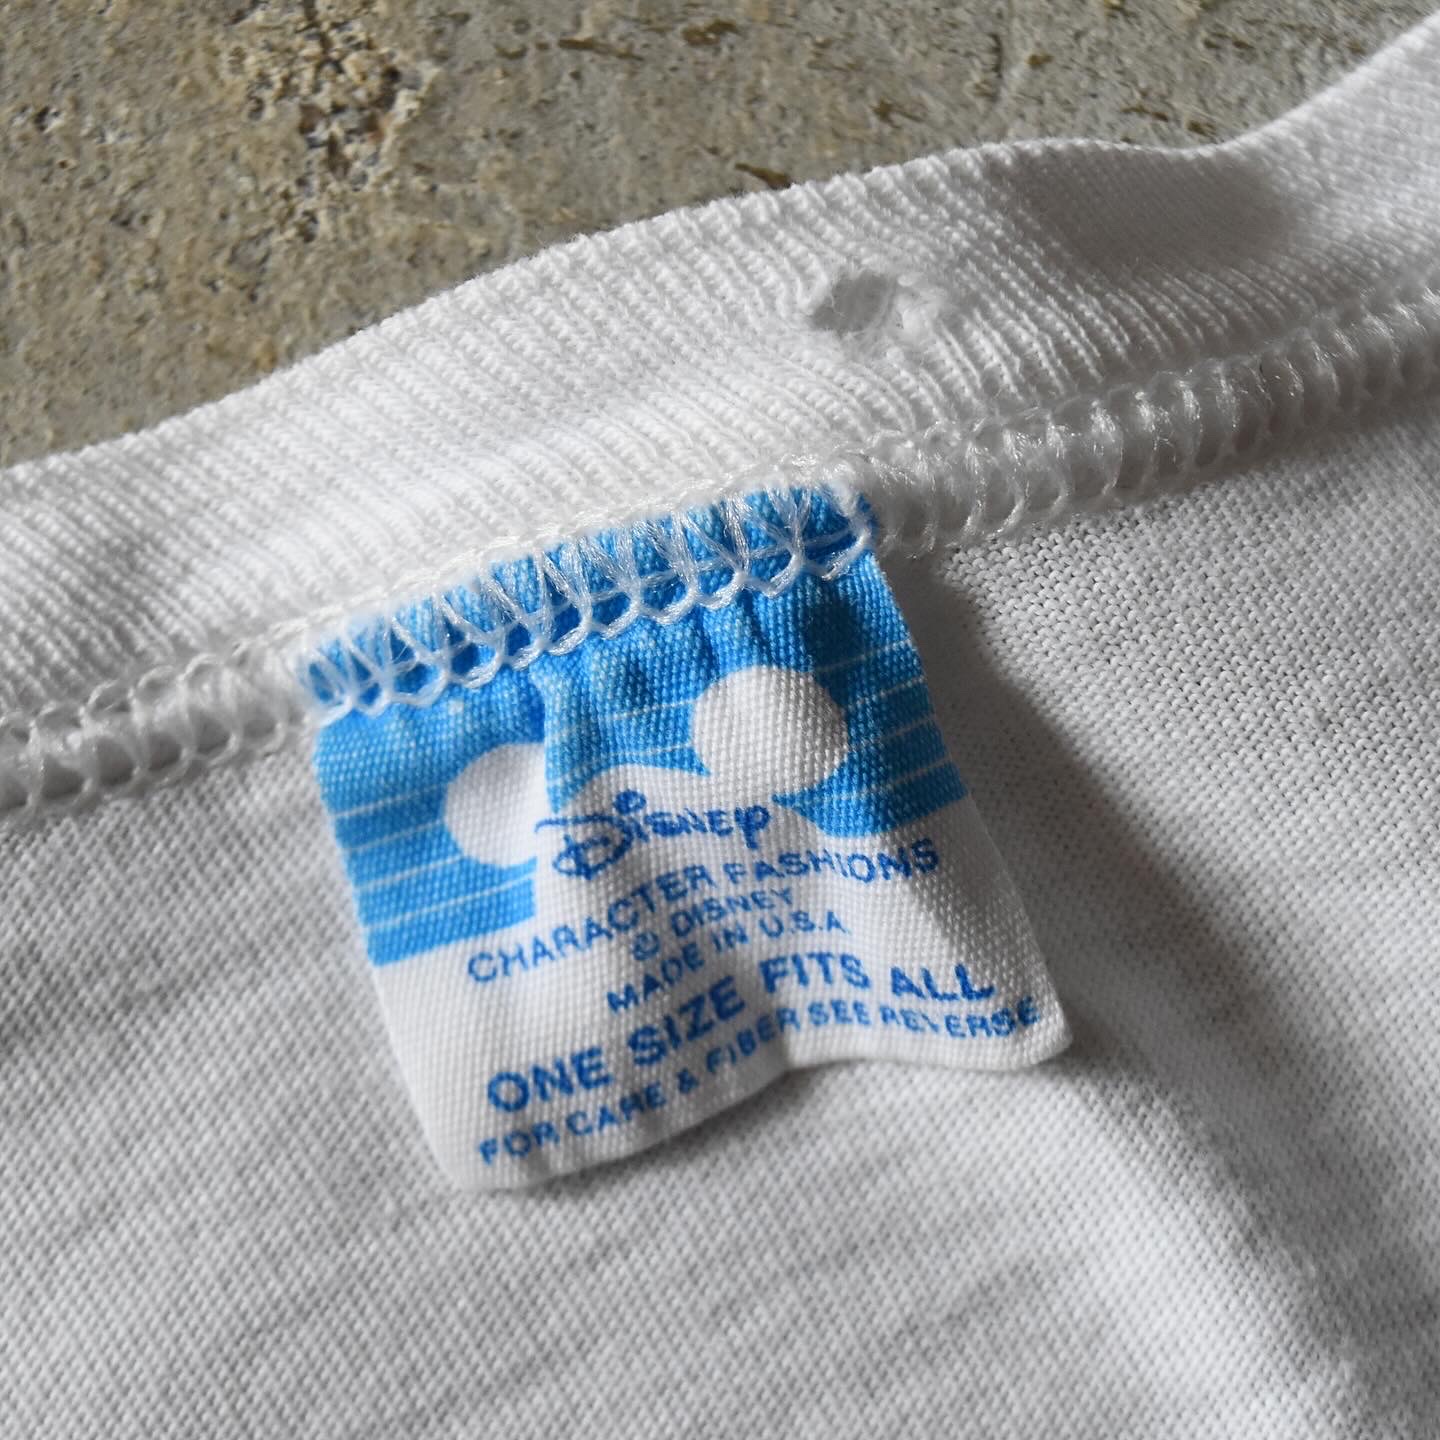 Disney
CHARACTER FASHIONS
© DISNEY
MADE IN U.S.A
ONE SIZE FITS ALL
FOR CARE & FIBER SEE REVERSE